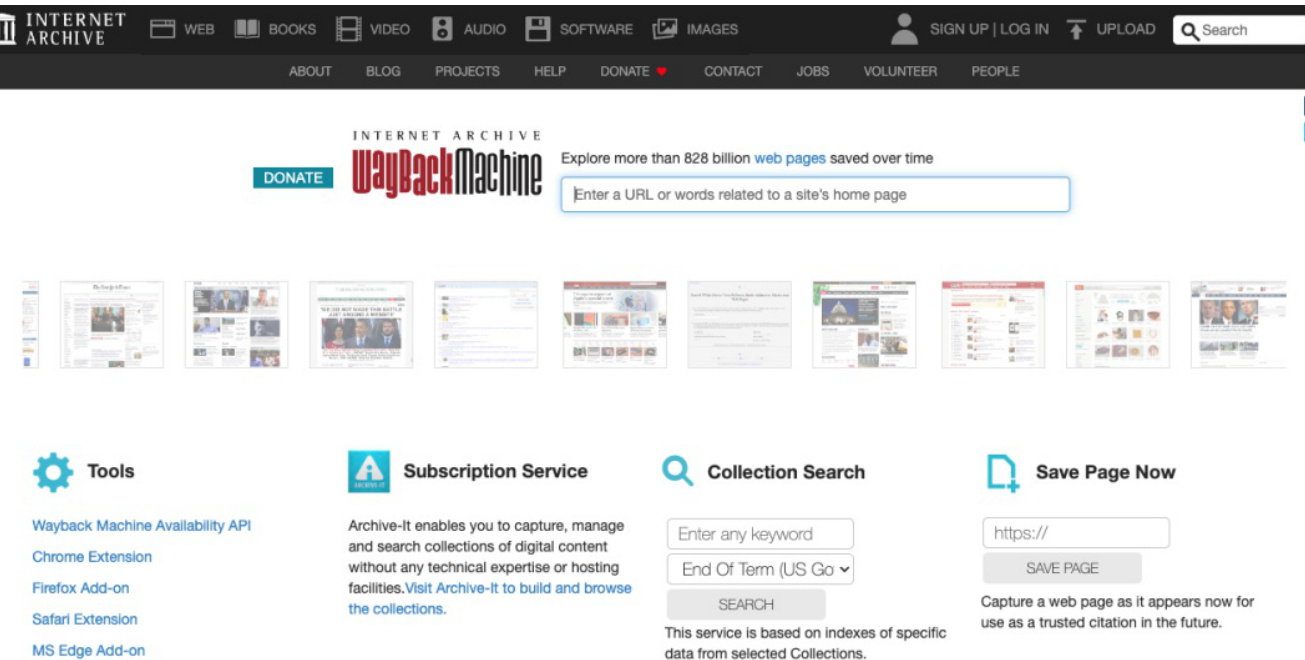 INTERNET
ARCHIVE
WEB BOOKS VIDEO AUDIO SOFTWARE IMAGES SIGN UP | LOG IN UPLOAD Search
ABOUT BLOG PROJECTS HELP DONATE CONTACT JOBS VOLUNTEER PEOPLE
INTERNET ARCHIVE
DONATE WayBackMachine
Explore more than 828 billion web pages saved over time
Enter a URL or words related to a site's home page
The New York Times
Tools
Wayback Machine Availability API
Chrome Extension
Firefox Add-on
Safari Extension
MS Edge Add-on
Subscription Service
ARCHIVE-IT
Archive-It enables you to capture, manage
and search collections of digital content
without any technical expertise or hosting
facilities.Visit Archive-It to build and browse
the collections.
Collection Search
Enter any keyword
End Of Term (US Go
SEARCH
This service is based on indexes of specific
data from selected Collections.
Save Page Now
https://
SAVE PAGE
Capture a web page as it appears now for
use as a trusted citation in the future.